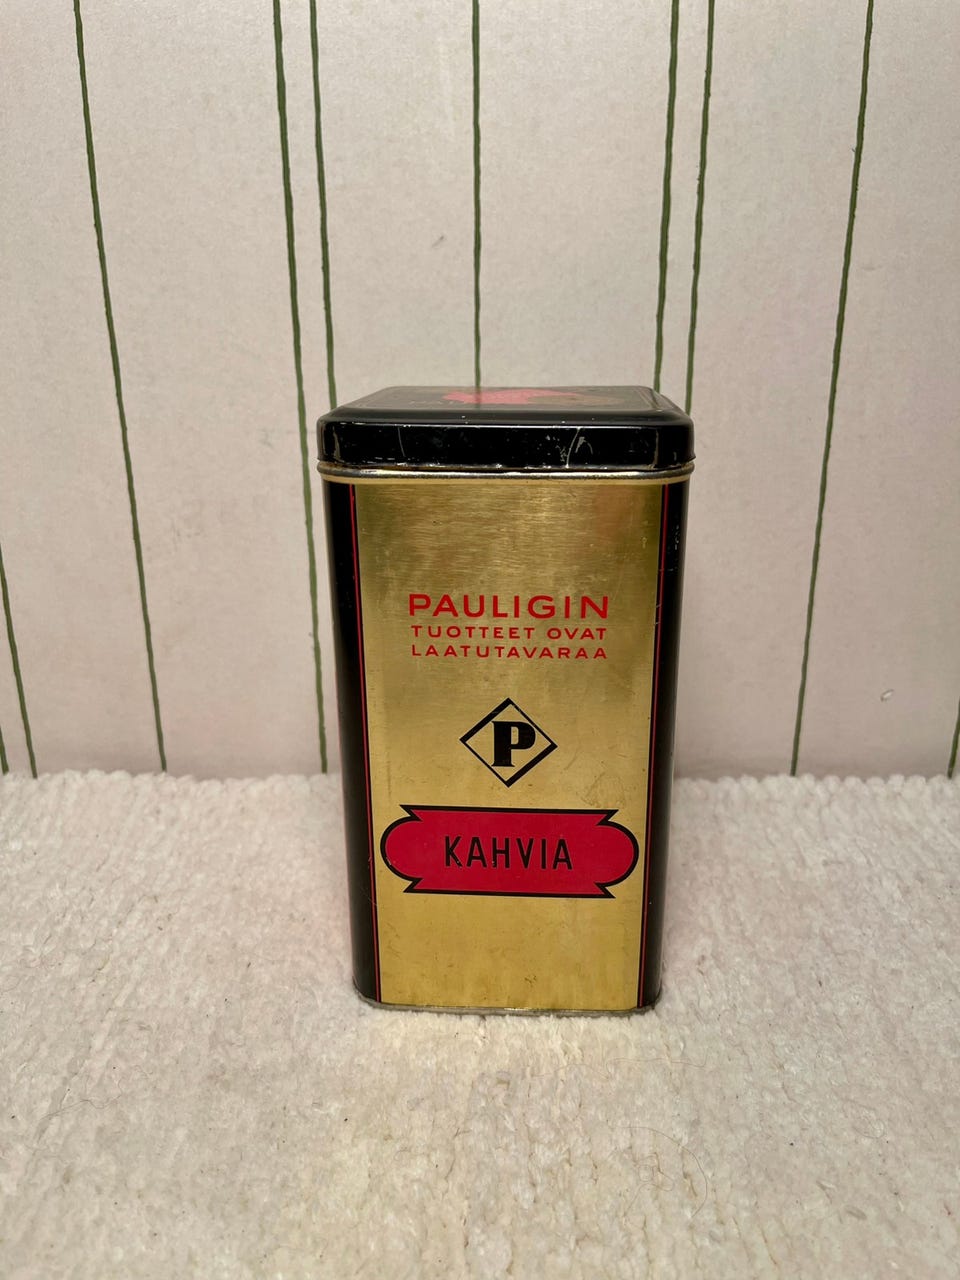 PAULIGIN
TUOTTEET OVAT
LAATUTAVARAA
P
KAHVIA